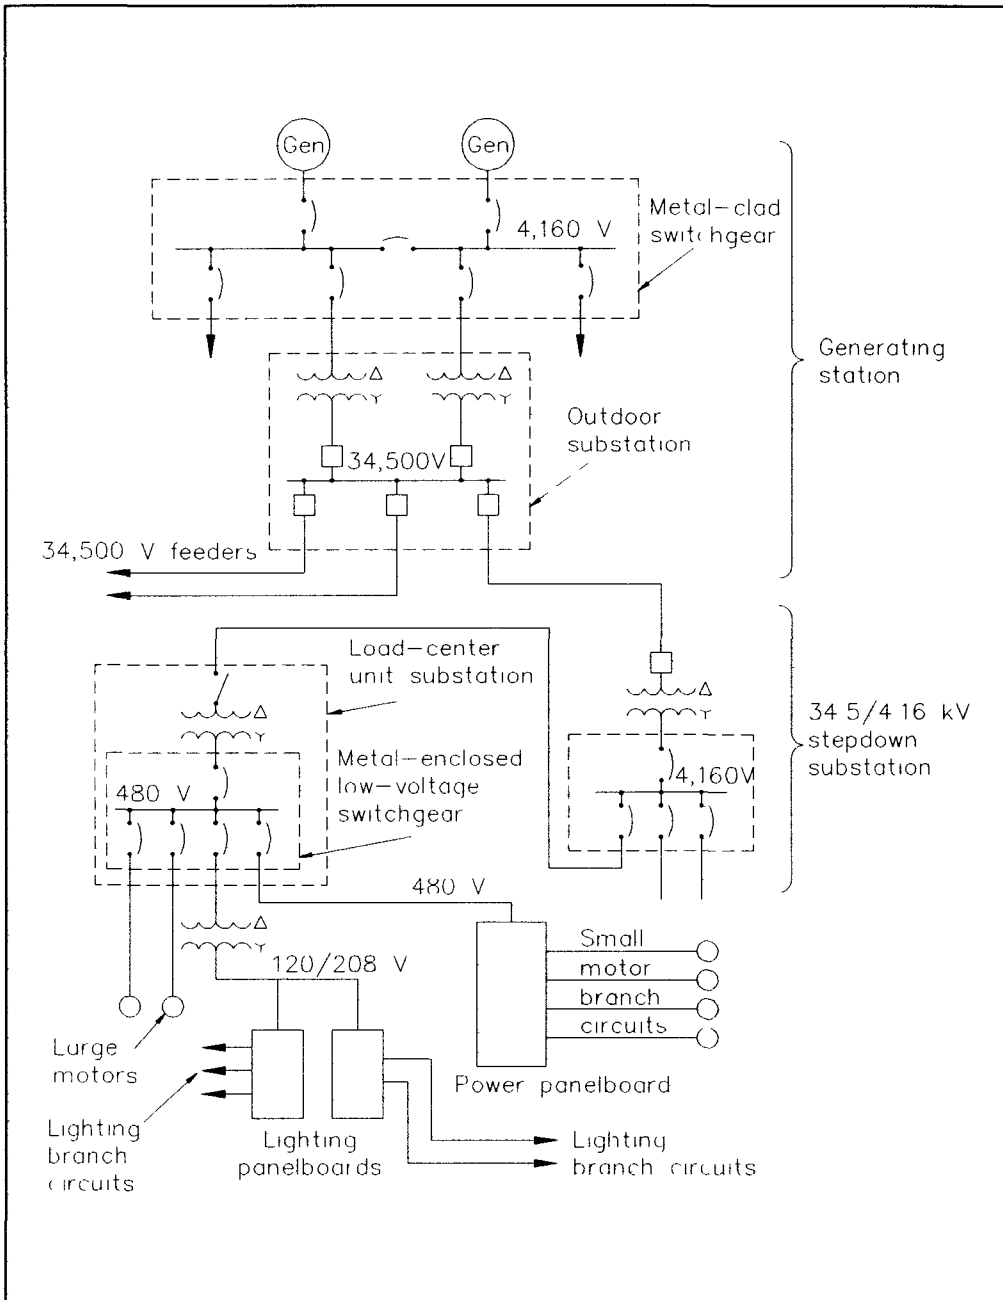 Gen
Gen
Metal-clad
switchgear
4,160 V
Generating
station
Δ
Y
Δ
Y
Outdoor
substation
34,500V
34,500 V feeders
Load-center
unit substation
Δ
Y
Δ
Y
34 5/4 16 kV
stepdown
substation
Metal-enclosed
low-voltage
switchgear
4,160V
480 V
480 V
Δ
Y
120/208 V
Small
motor
branch
circuits
Large
motors
Power panelboard
Lighting
branch
circuits
Lighting
panelboards
Lighting
branch circuits